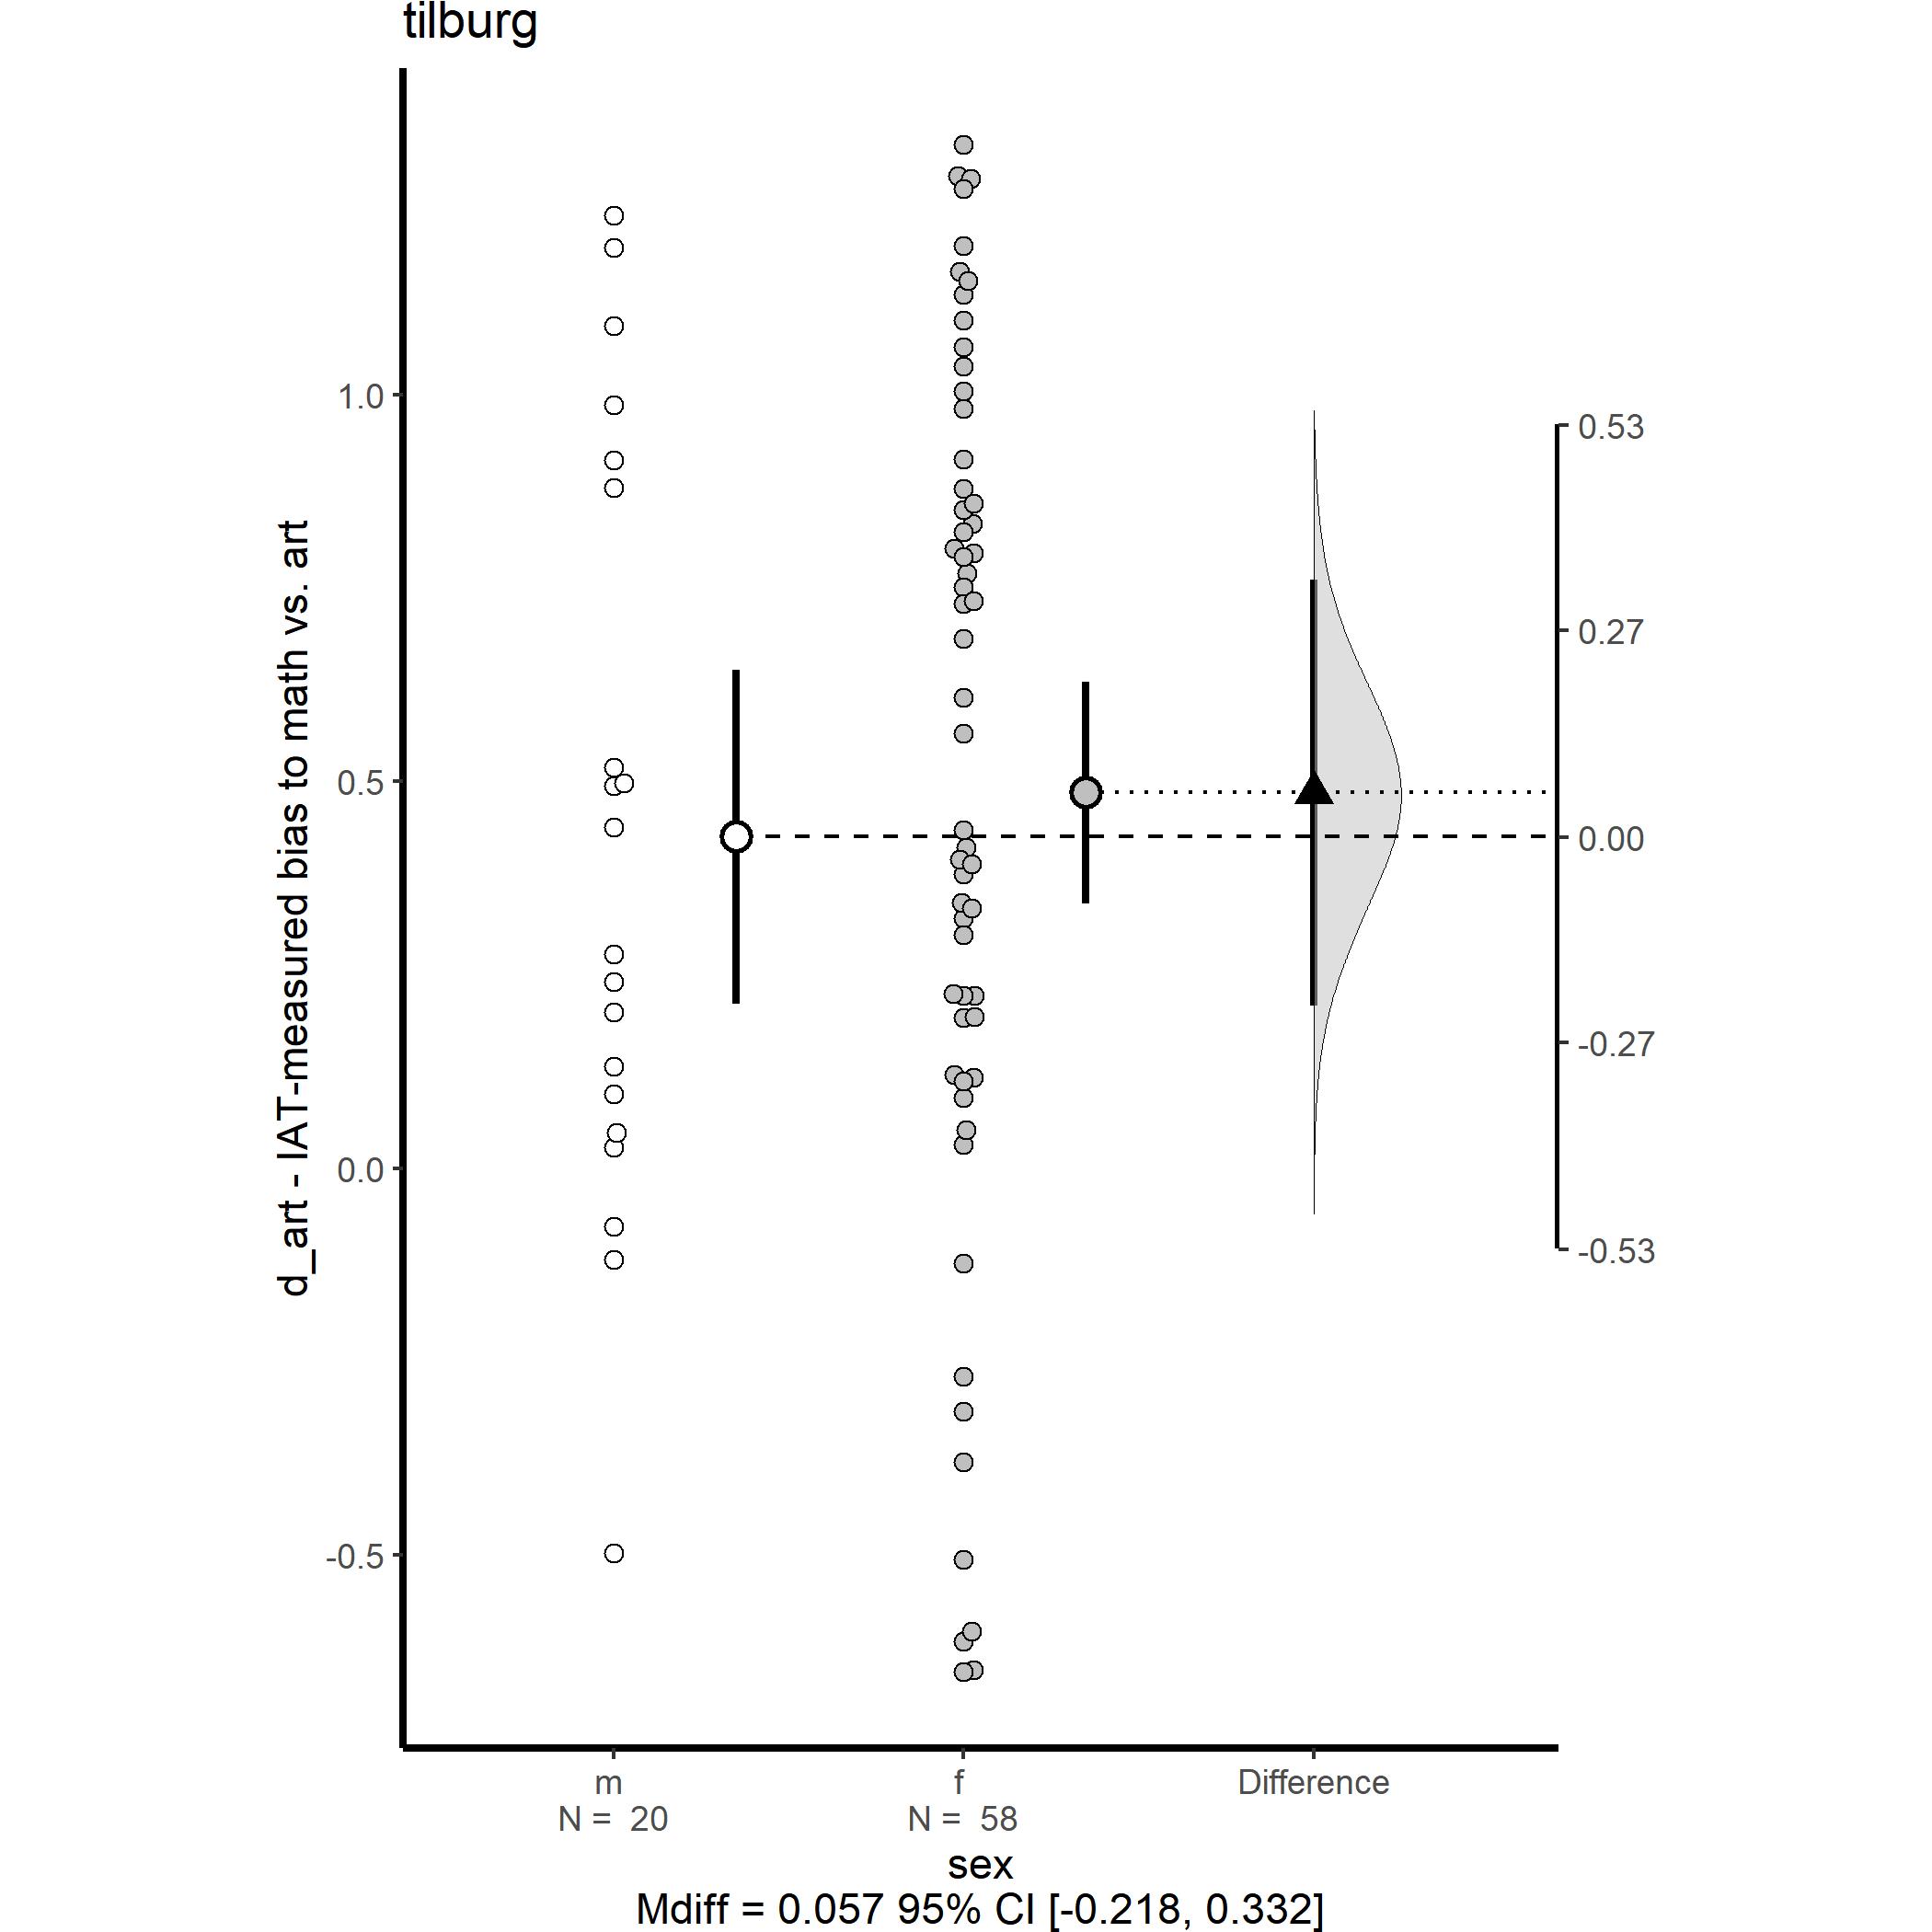 tilburg
d_art - IAT-measured bias to math vs. art
1.0
0.5
0.0
-0.5
0.53
0.27
0.00
-0.27
-0.53
m
N = 20
f
N = 58
Difference
sex
Mdiff = 0.057 95% CI [-0.218, 0.332]